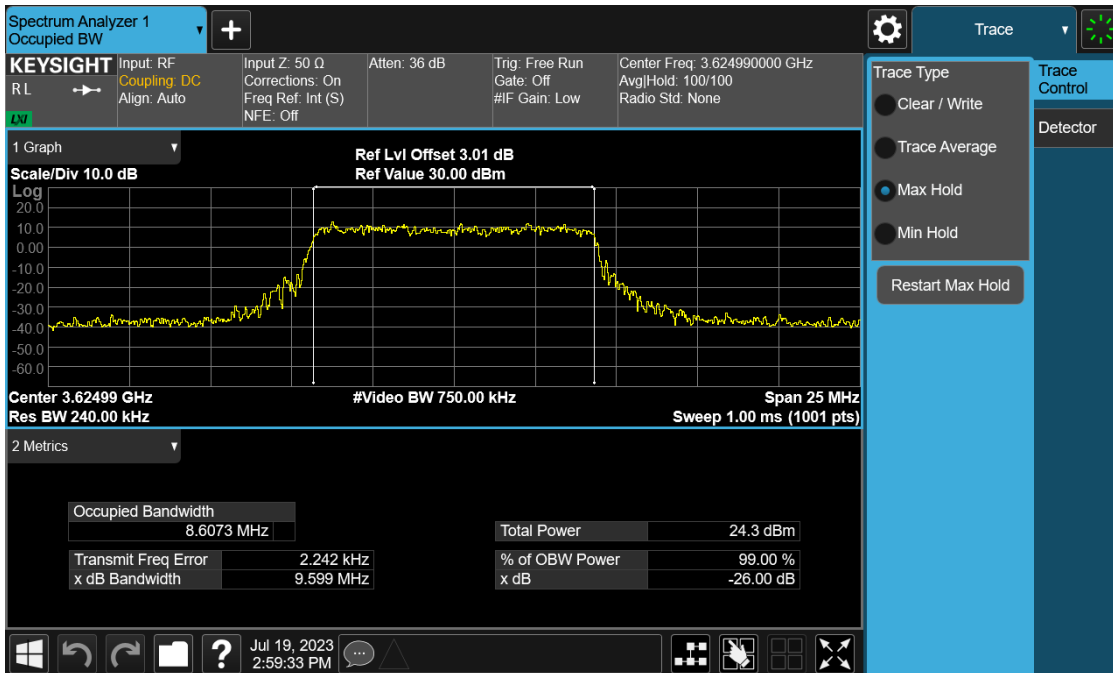 Spectrum Analyzer 1
Occupied BW
+
Trace
KEYSIGHT
R L
LXI
Input: RF
Coupling: DC
Align: Auto
Input Z: 50 Ω
Corrections: On
Freq Ref: Int (S)
NFE: Off
Atten: 36 dB
Trig: Free Run
Gate: Off
#IF Gain: Low
Center Freq: 3.624990000 GHz
Avg|Hold: 100/100
Radio Std: None
Trace Type
Clear / Write
Trace Average
Max Hold
Min Hold
Restart Max Hold
Trace
Control
Detector
1 Graph
Scale/Div 10.0 dB
Ref Lvl Offset 3.01 dB
Ref Value 30.00 dBm
Log
20.0
10.0
0.00
-10.0
-20.0
-30.0
-40.0
-50.0
-60.0
Center 3.62499 GHz
#Video BW 750.00 kHz
Span 25 MHz
Res BW 240.00 kHz
Sweep 1.00 ms (1001 pts)
2 Metrics
Occupied Bandwidth
8.6073 MHz
Total Power 24.3 dBm
Transmit Freq Error 2.242 kHz
% of OBW Power 99.00 %
x dB Bandwidth 9.599 MHz
x dB -26.00 dB
?
Jul 19, 2023
2:59:33 PM